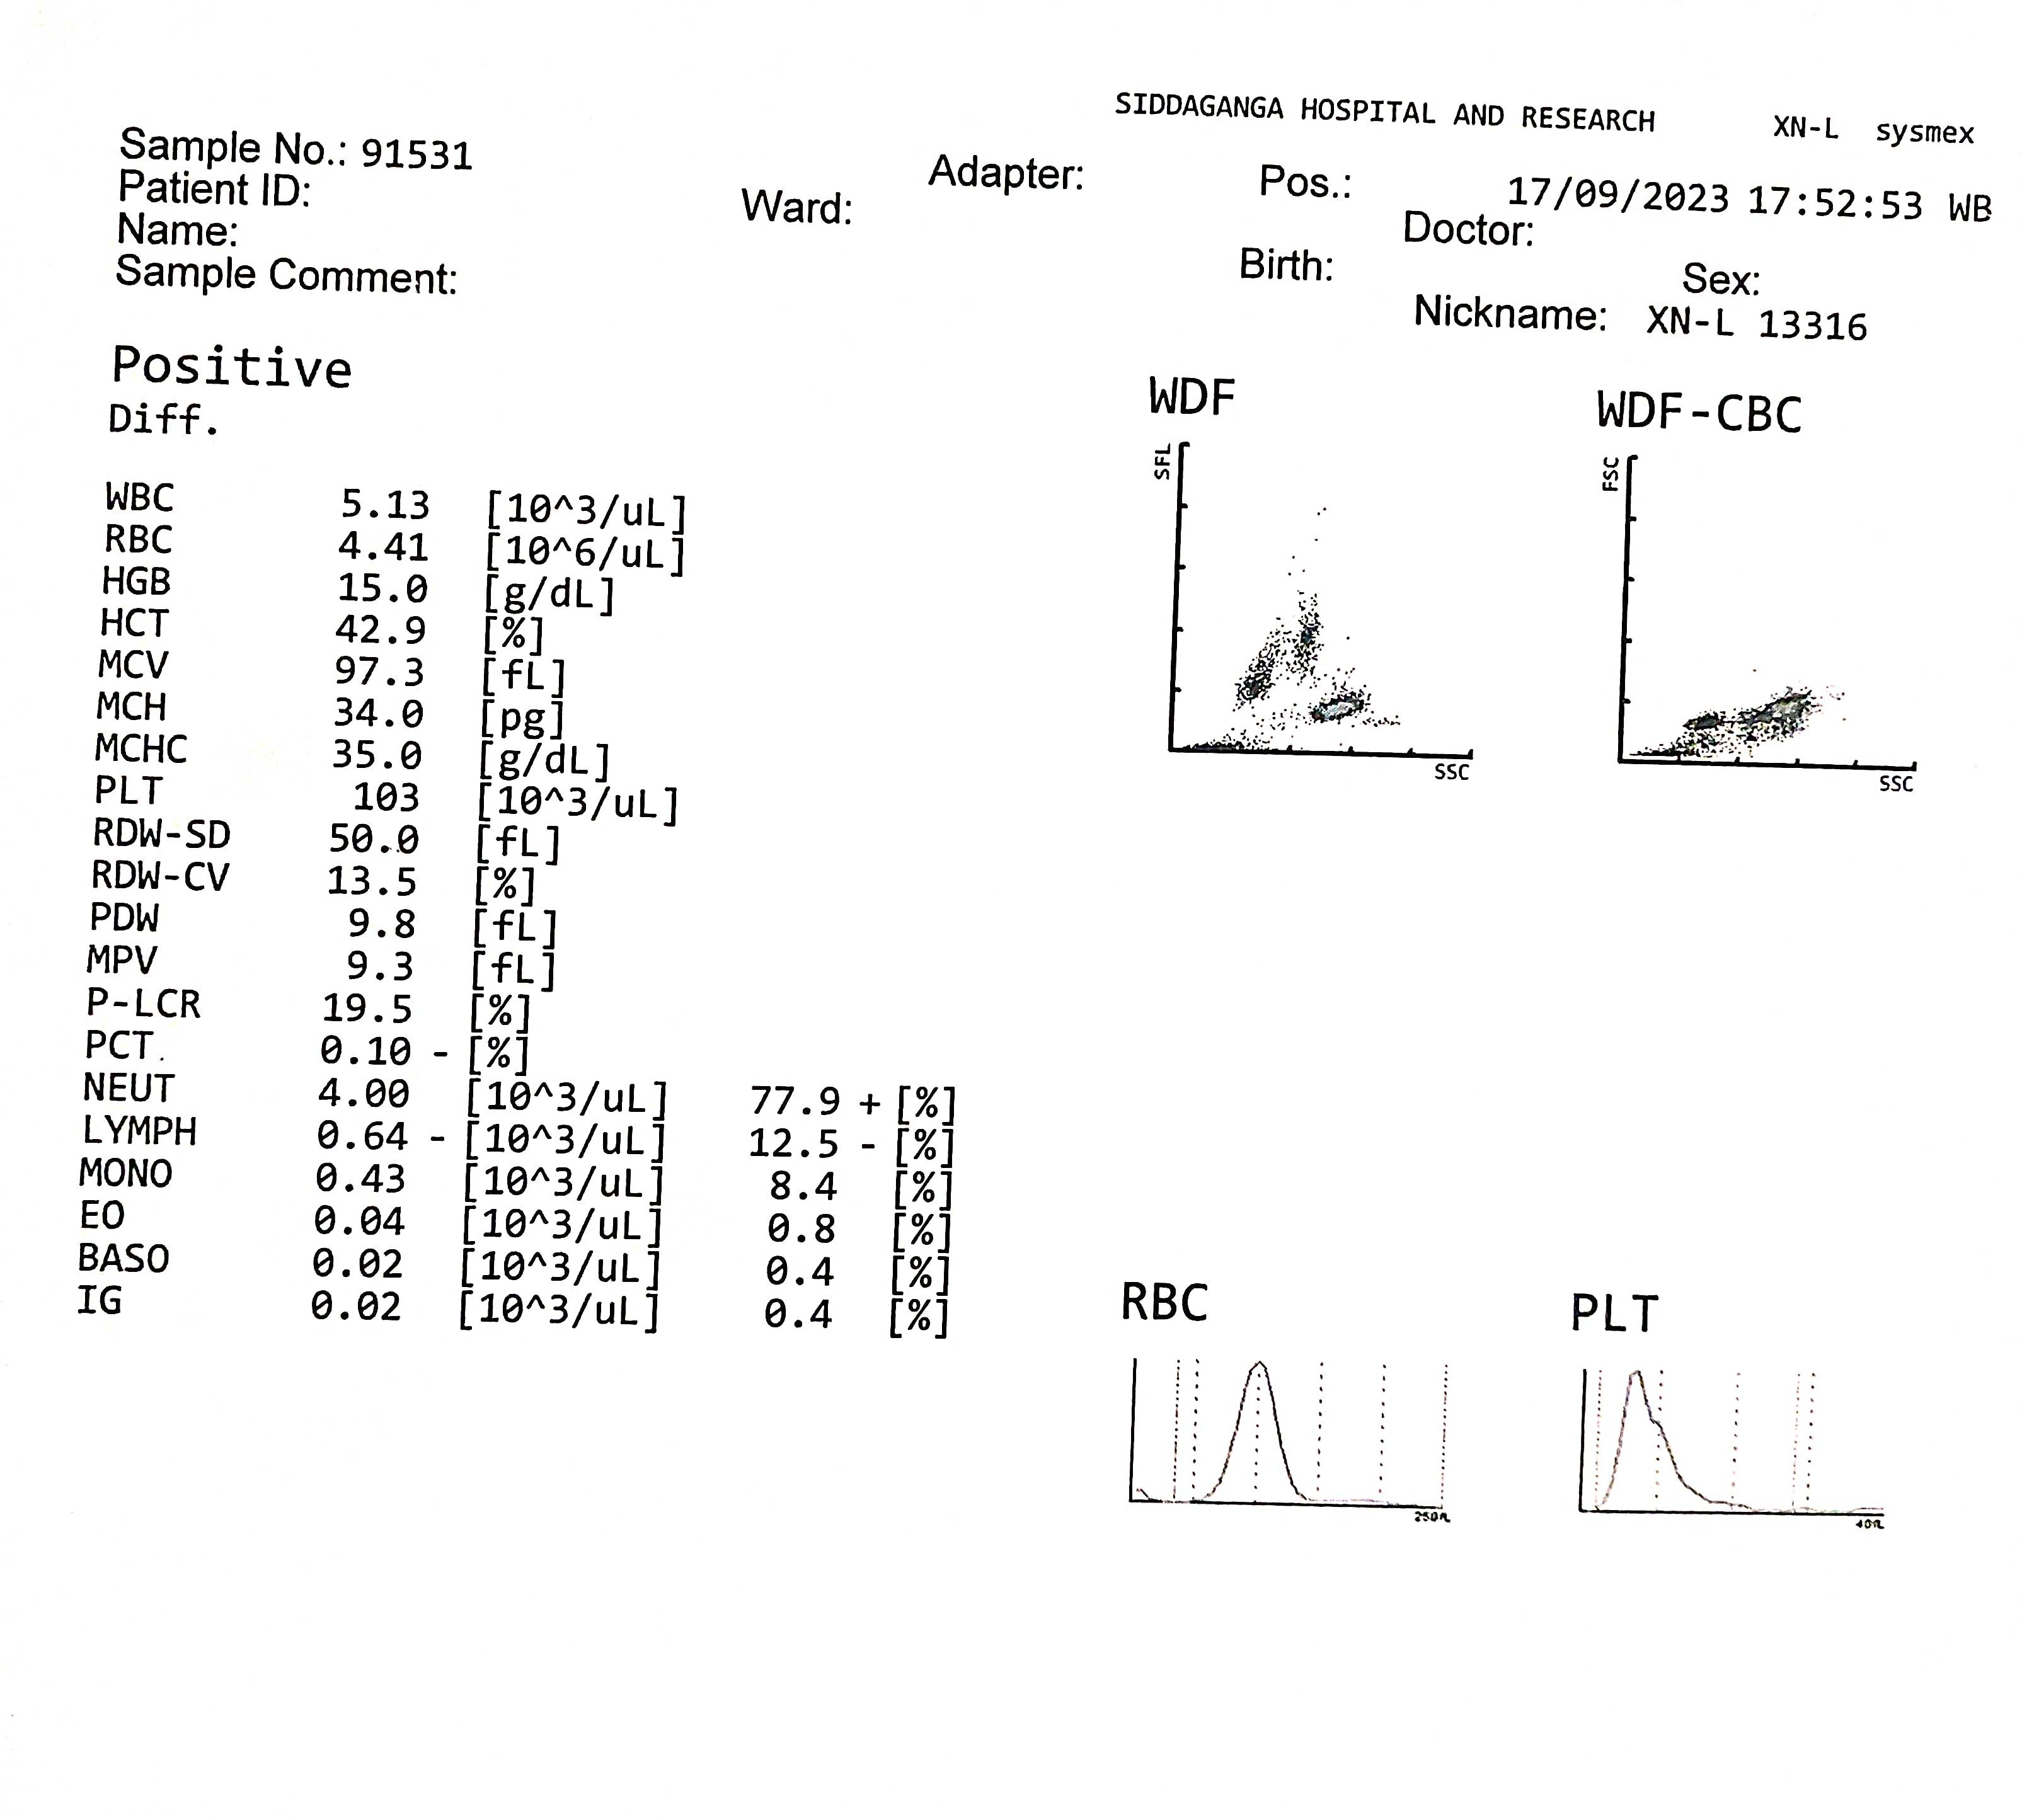 SIDDAGANGA HOSPITAL AND RESEARCH XN-L sysmex
Sample No.: 91531 Adapter: Pos.: 17/09/2023 17:52:53 WB
Patient ID: Ward: Doctor:
Name: Birth: Sex:
Sample Comment: Nickname: XN-L 13316
Positive
Diff.
WBC 5.13 [10^3/uL]
RBC 4.41 [10^6/uL]
HGB 15.0 [g/dL]
HCT 42.9 [%]
MCV 97.3 [fL]
MCH 34.0 [pg]
MCHC 35.0 [g/dL]
PLT 103 [10^3/uL]
RDW-SD 50.0 [fL]
RDW-CV 13.5 [%]
PDW 9.8 [fL]
MPV 9.3 [fL]
P-LCR 19.5 [%]
PCT 0.10 - [%]
NEUT 4.00 [10^3/uL] 77.9 + [%]
LYMPH 0.64 - [10^3/uL] 12.5 - [%]
MONO 0.43 [10^3/uL] 8.4 [%]
EO 0.04 [10^3/uL] 0.8 [%]
BASO 0.02 [10^3/uL] 0.4 [%]
IG 0.02 [10^3/uL] 0.4 [%]
WDF
SFL
SSC
WDF-CBC
FSC
SSC
RBC
PLT